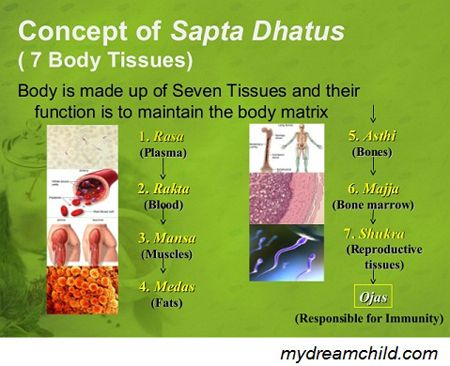 Concept of Sapta Dhatus
( 7 Body Tissues)
Body is made up of Seven Tissues and their
function is to maintain the body matrix
1. Rasa
(Plasma)
2. Rakta
(Blood)
3. Mansa
(Muscles)
4. Medas
(Fats)
5. Asthi
(Bones)
6. Majja
(Bone marrow)
7. Shukra
(Reproductive
tissues)
Ojas
(Responsible for Immunity)
mydreamchild.com